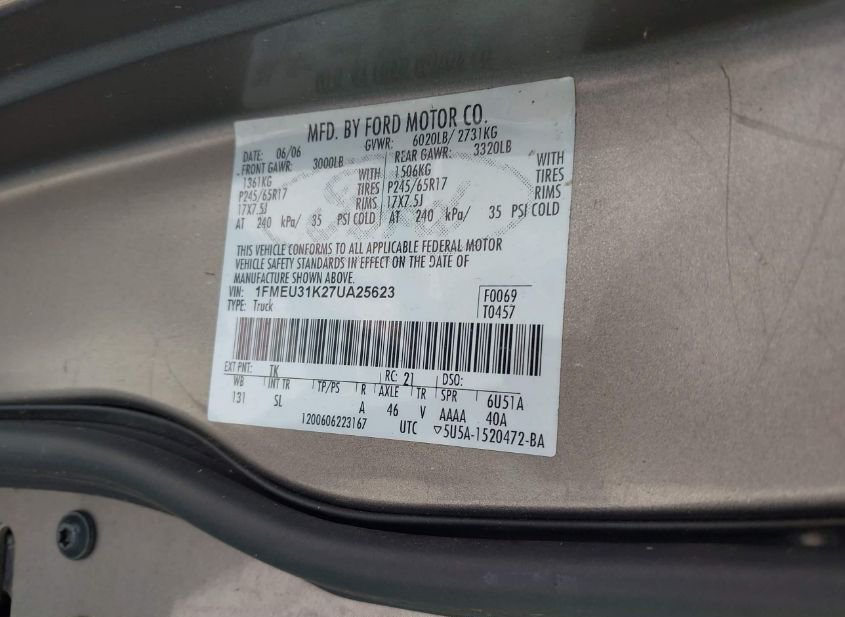 MFD. BY FORD MOTOR CO.
DATE: 06/06 GVWR: 6020LB/ 2731KG
FRONT GAWR: 3000LB REAR GAWR: 3320LB
1361KG WITH 1506KG WITH
P245/65R17 TIRES P245/65R17 TIRES
17X7.5J RIMS 17X7.5J RIMS
AT 240 kPa/ 35 PSI COLD AT 240 kPa/ 35 PSI COLD
THIS VEHICLE CONFORMS TO ALL APPLICABLE FEDERAL MOTOR
VEHICLE SAFETY STANDARDS IN EFFECT ON THE DATE OF
MANUFACTURE SHOWN ABOVE.
VIN: 1FMEU31K27UA25623 F0069
TYPE: Truck T0457
EXT PNT: TK RC: 21 DSO:
WB INT TR TP/PS R AXLE TR SPR 6U51A
131 SL A 46 V AAAA 40A
1200606223167 UTC ▽5U5A-1520472-BA